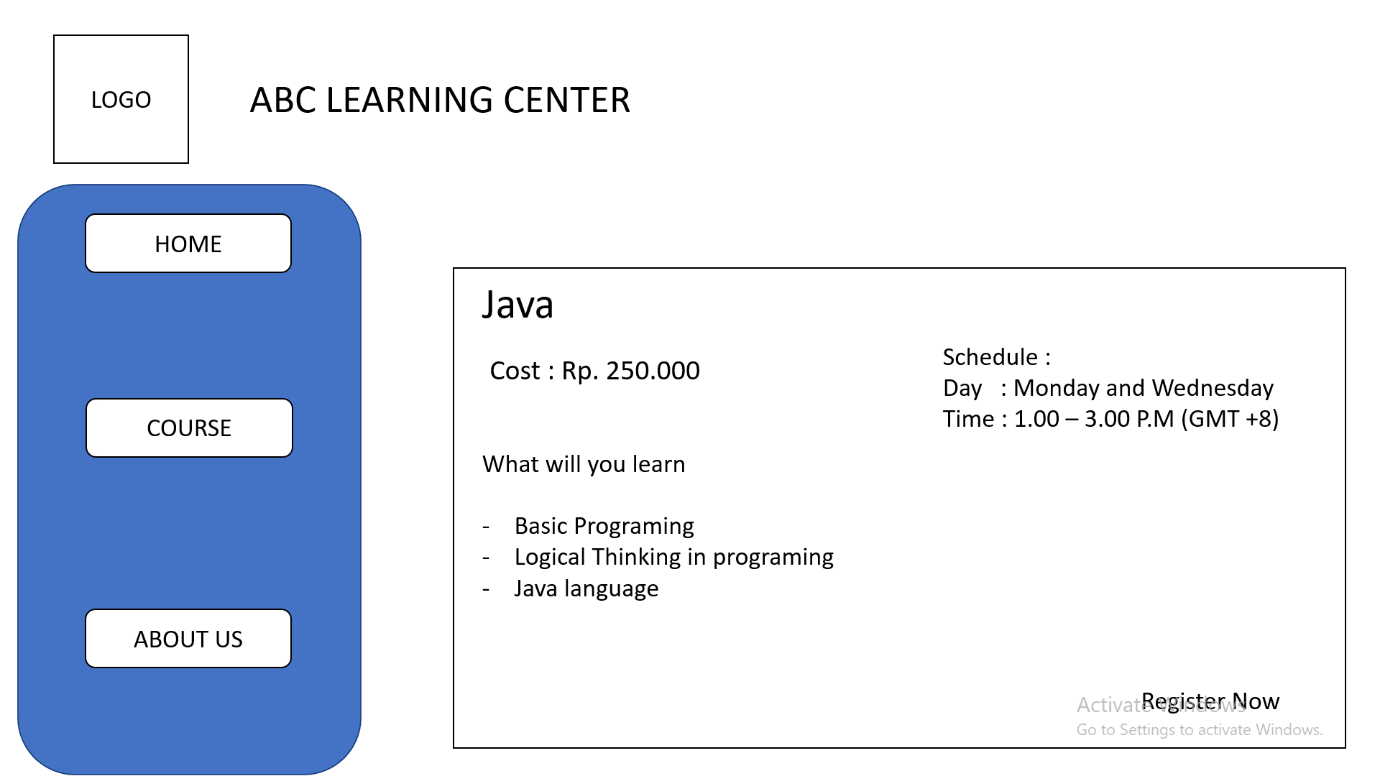 LOGO
ABC LEARNING CENTER
HOME
COURSE
ABOUT US
Java
Cost : Rp. 250.000
Schedule :
Day : Monday and Wednesday
Time : 1.00 – 3.00 P.M (GMT +8)
What will you learn
- Basic Programing
- Logical Thinking in programing
- Java language
Register Now
Activate Windows
Go to Settings to activate Windows.